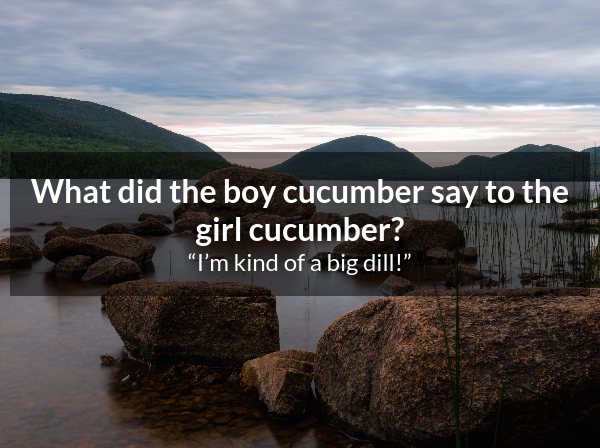 What did the boy cucumber say to the
girl cucumber?
“I’m kind of a big dill!”